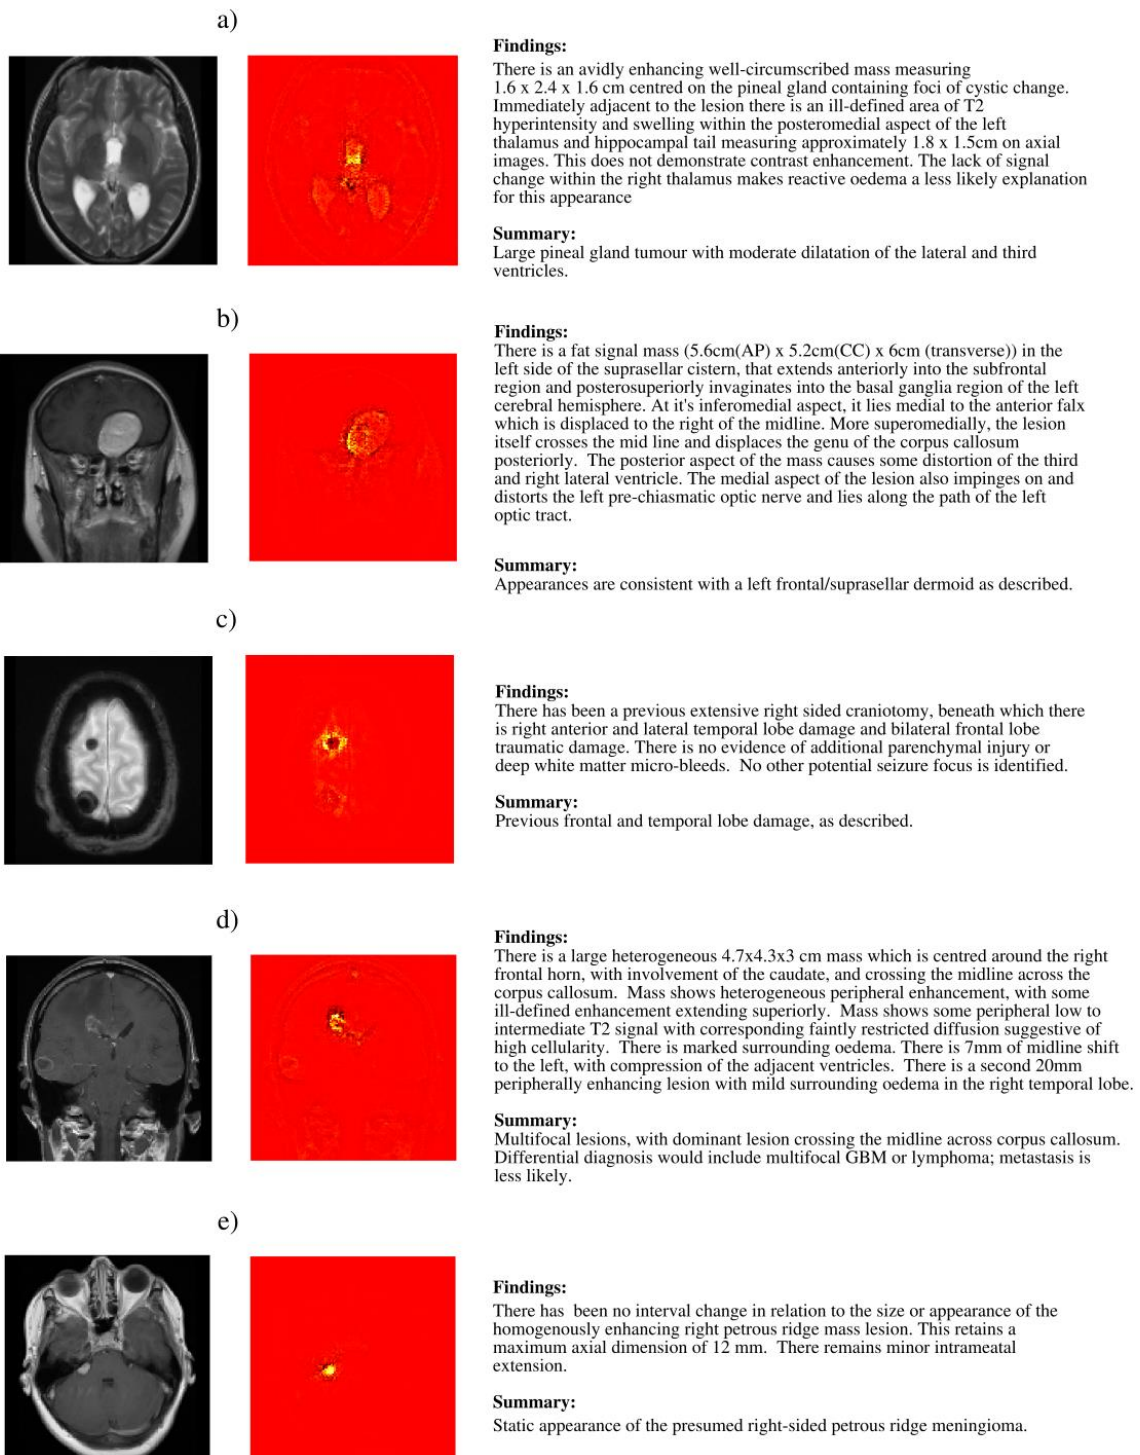 a)
Findings:
There is an avidly enhancing well-circumscribed mass measuring
1.6 x 2.4 x 1.6 cm centred on the pineal gland containing foci of cystic change.
Immediately adjacent to the lesion there is an ill-defined area of T2
hyperintensity and swelling within the posteromedial aspect of the left
thalamus and hippocampal tail measuring approximately 1.8 x 1.5cm on axial
images. This does not demonstrate contrast enhancement. The lack of signal
change within the right thalamus makes reactive oedema a less likely explanation
for this appearance
Summary:
Large pineal gland tumour with moderate dilatation of the lateral and third
ventricles.
b)
Findings:
There is a fat signal mass (5.6cm(AP) x 5.2cm(CC) x 6cm (transverse)) in the
left side of the suprasellar cistern, that extends anteriorly into the subfrontal
region and posterosuperiorly invaginates into the basal ganglia region of the left
cerebral hemisphere. At it's inferomedial aspect, it lies medial to the anterior falx
which is displaced to the right of the midline. More superomedially, the lesion
itself crosses the mid line and displaces the genu of the corpus callosum
posteriorly. The posterior aspect of the mass causes some distortion of the third
and right lateral ventricle. The medial aspect of the lesion also impinges on and
distorts the left pre-chiasmatic optic nerve and lies along the path of the left
optic tract.
Summary:
Appearances are consistent with a left frontal/suprasellar dermoid as described.
c)
Findings:
There has been a previous extensive right sided craniotomy, beneath which there
is right anterior and lateral temporal lobe damage and bilateral frontal lobe
traumatic damage. There is no evidence of additional parenchymal injury or
deep white matter micro-bleeds. No other potential seizure focus is identified.
Summary:
Previous frontal and temporal lobe damage, as described.
d)
Findings:
There is a large heterogeneous 4.7x4.3x3 cm mass which is centred around the right
frontal horn, with involvement of the caudate, and crossing the midline across the
corpus callosum. Mass shows heterogeneous peripheral enhancement, with some
ill-defined enhancement extending superiorly. Mass shows some peripheral low to
intermediate T2 signal with corresponding faintly restricted diffusion suggestive of
high cellularity. There is marked surrounding oedema. There is 7mm of midline shift
to the left, with compression of the adjacent ventricles. There is a second 20mm
peripherally enhancing lesion with mild surrounding oedema in the right temporal lobe.
Summary:
Multifocal lesions, with dominant lesion crossing the midline across corpus callosum.
Differential diagnosis would include multifocal GBM or lymphoma; metastasis is
less likely.
e)
Findings:
There has been no interval change in relation to the size or appearance of the
homogenously enhancing right petrous ridge mass lesion. This retains a
maximum axial dimension of 12 mm. There remains minor intrameatal
extension.
Summary:
Static appearance of the presumed right-sided petrous ridge meningioma.